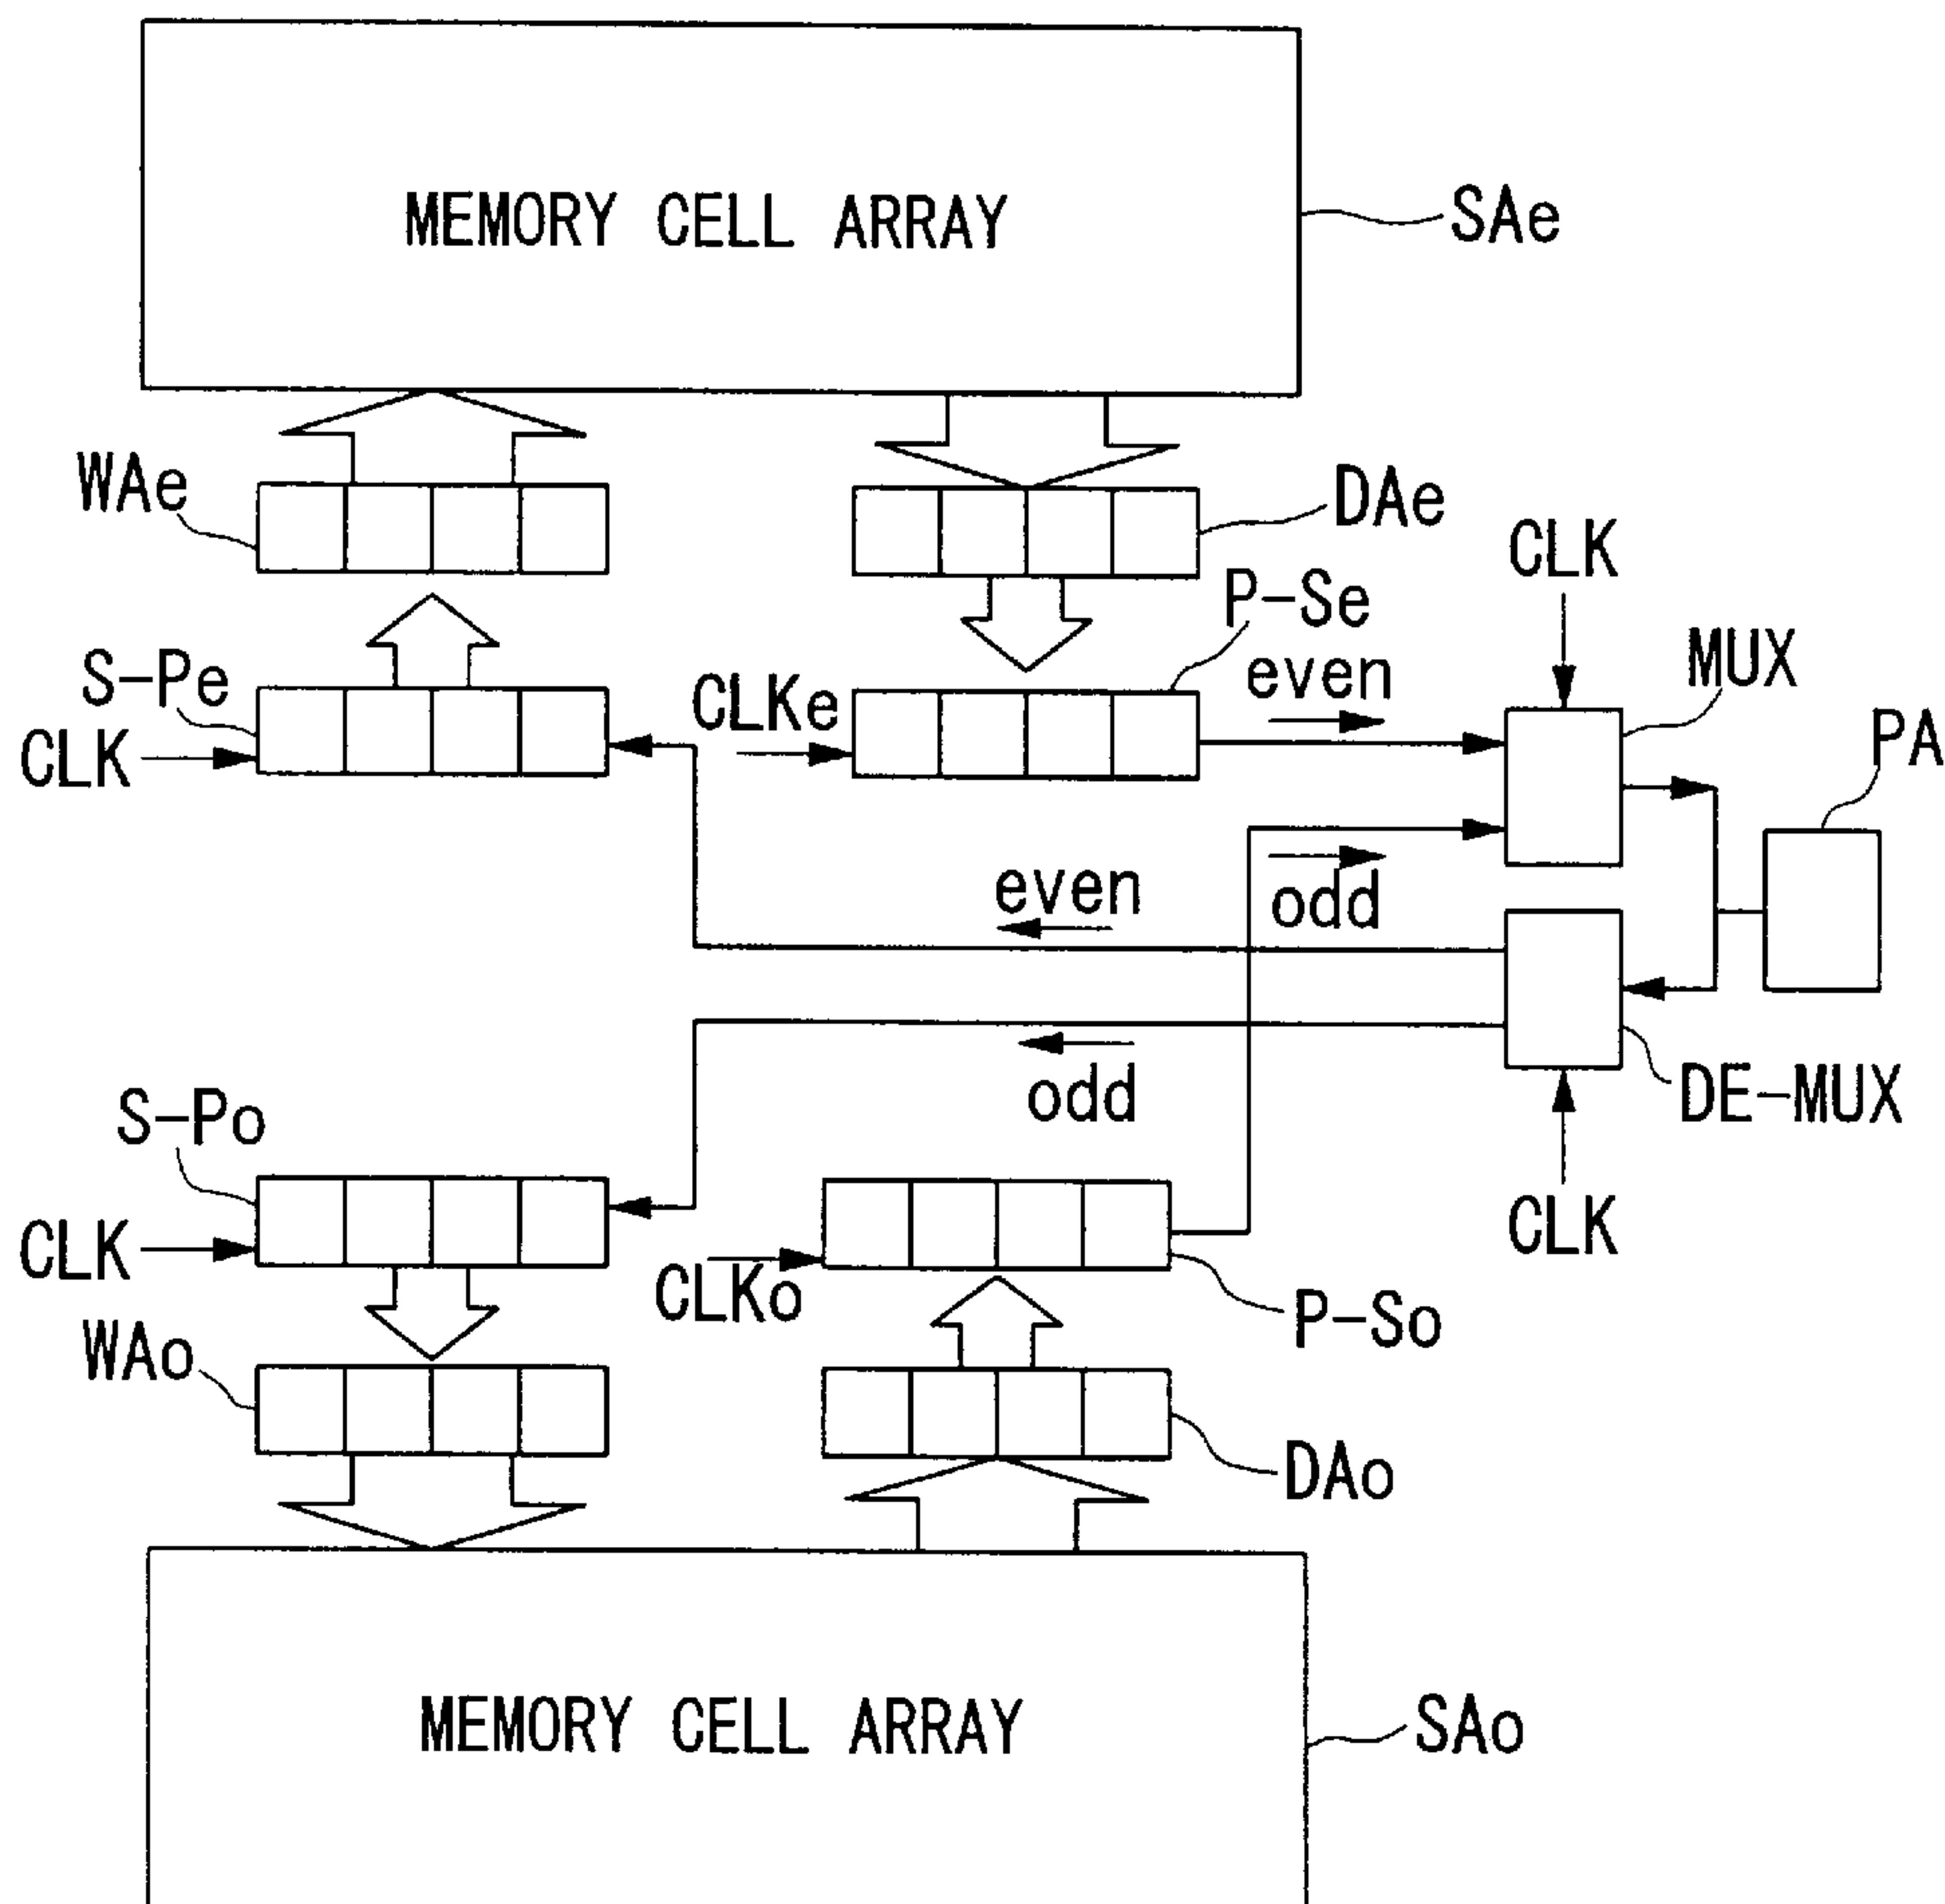 MEMORY CELL ARRAY
SAe
WAe
DAe
CLK
P-Se
S-Pe
even
MUX
CLKe
PA
CLK
even
odd
odd
DE-MUX
S-Po
CLK
CLK
CLKo
P-So
WAo
DAo
MEMORY CELL ARRAY
SAo